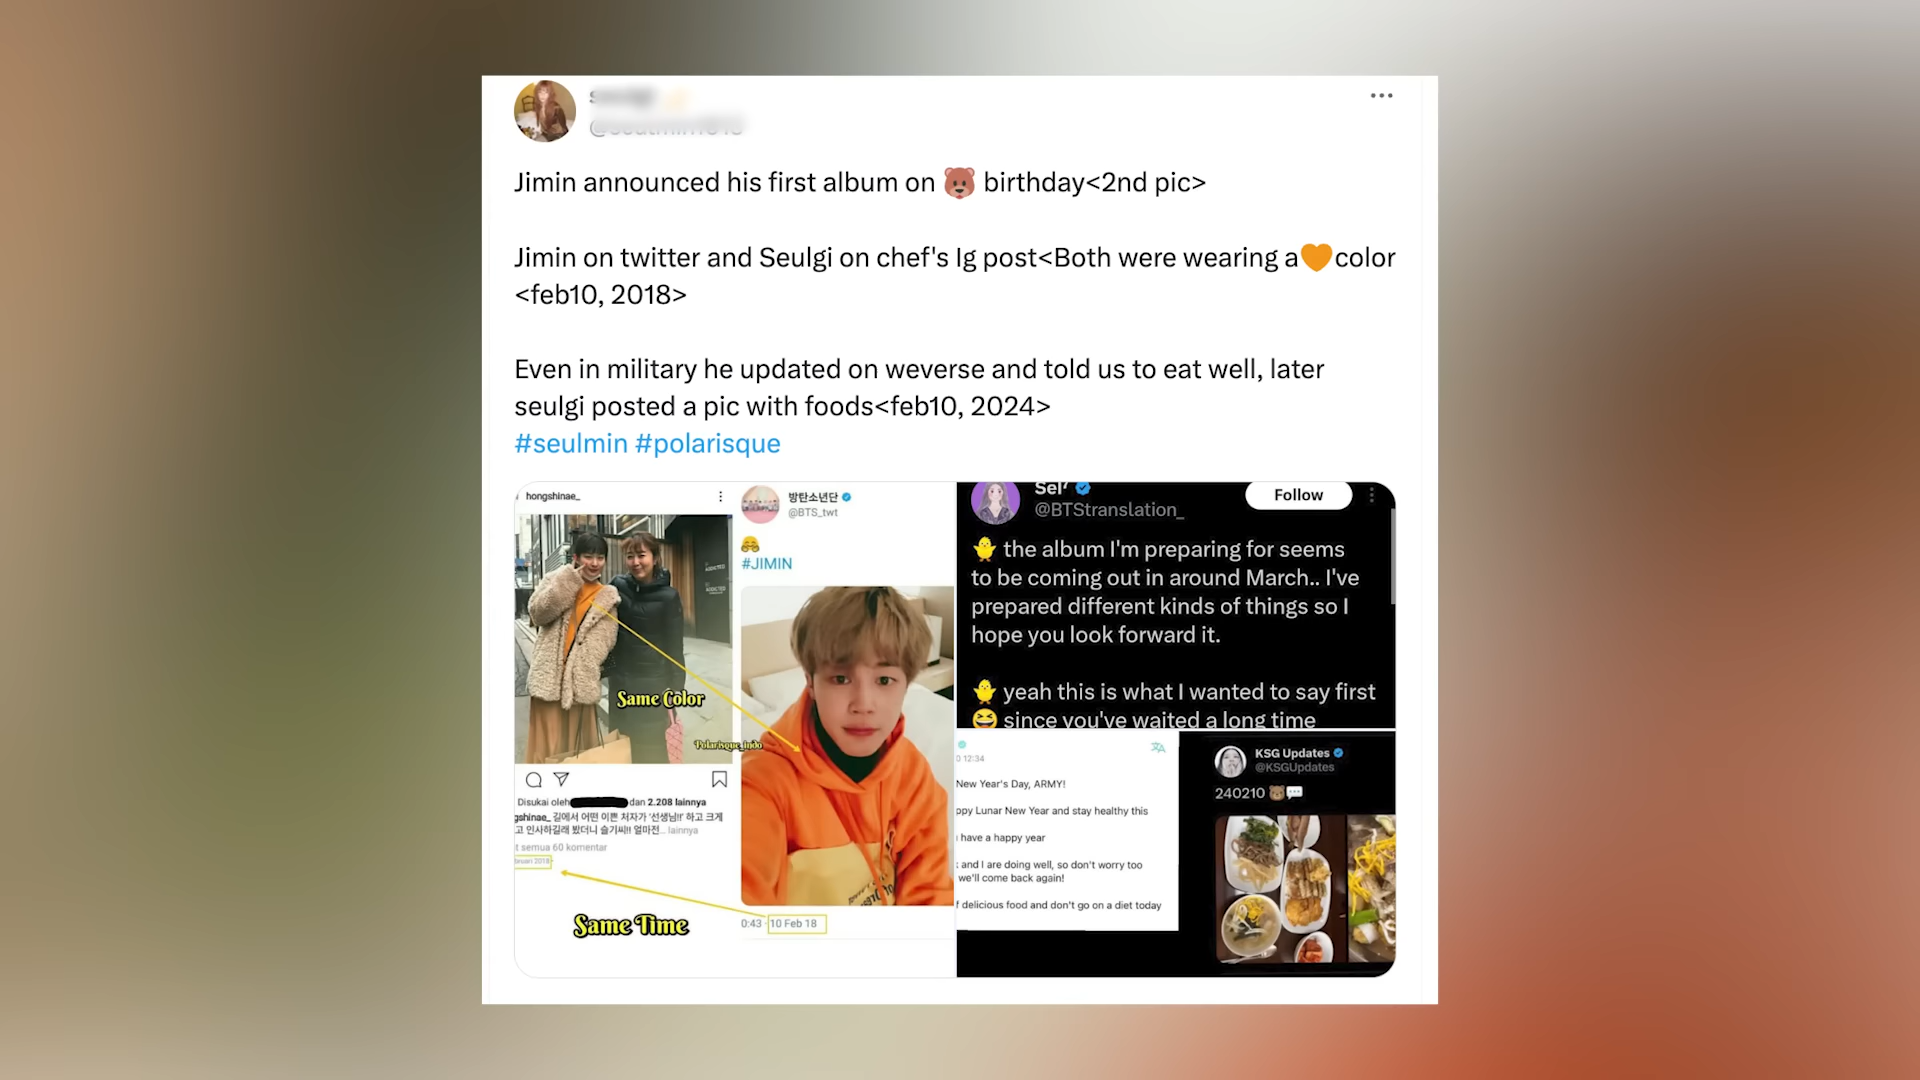 Jimin announced his first album on 🐻 birthday<2nd pic>
Jimin on twitter and Seulgi on chef's Ig post<Both were wearing a🧡color
<feb10, 2018>
Even in military he updated on weverse and told us to eat well, later
seulgi posted a pic with foods<feb10, 2024>
#seulmin #polarisque
hongshinae_
Same Color
Polarisque_indo
Disukai oleh dan 2.208 lainnya
gshinae_ 길에서 어떤 이쁜 처자가 '선생님!!' 하고 크게
고 인사하길래 봤더니 슬기씨!! 얼마전... lainnya
t semua 60 komentar
bruari 2018
Same Time
방탄소년단
@BTS_twt
🤗
#JIMIN
0:43 · 10 Feb 18
Sel
@BTStranslation_
Follow
🐥 the album I'm preparing for seems
to be coming out in around March.. I've
prepared different kinds of things so I
hope you look forward it.
🐥 yeah this is what I wanted to say first
😆 since you've waited a long time
0 12:34
New Year's Day, ARMY!
ppy Lunar New Year and stay healthy this
have a happy year
and I are doing well, so don't worry too
we'll come back again!
f delicious food and don't go on a diet today
KSG Updates
@KSGUpdates
240210 🐻💬